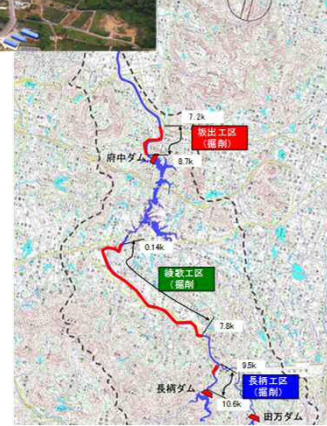 7.2k
坂出工区
（掘削）
府中ダム
8.7k
0.14k
綾歌工区
（掘削）
7.8k
9.5k
長柄工区
（掘削）
長柄ダム
10.6k
田万ダム